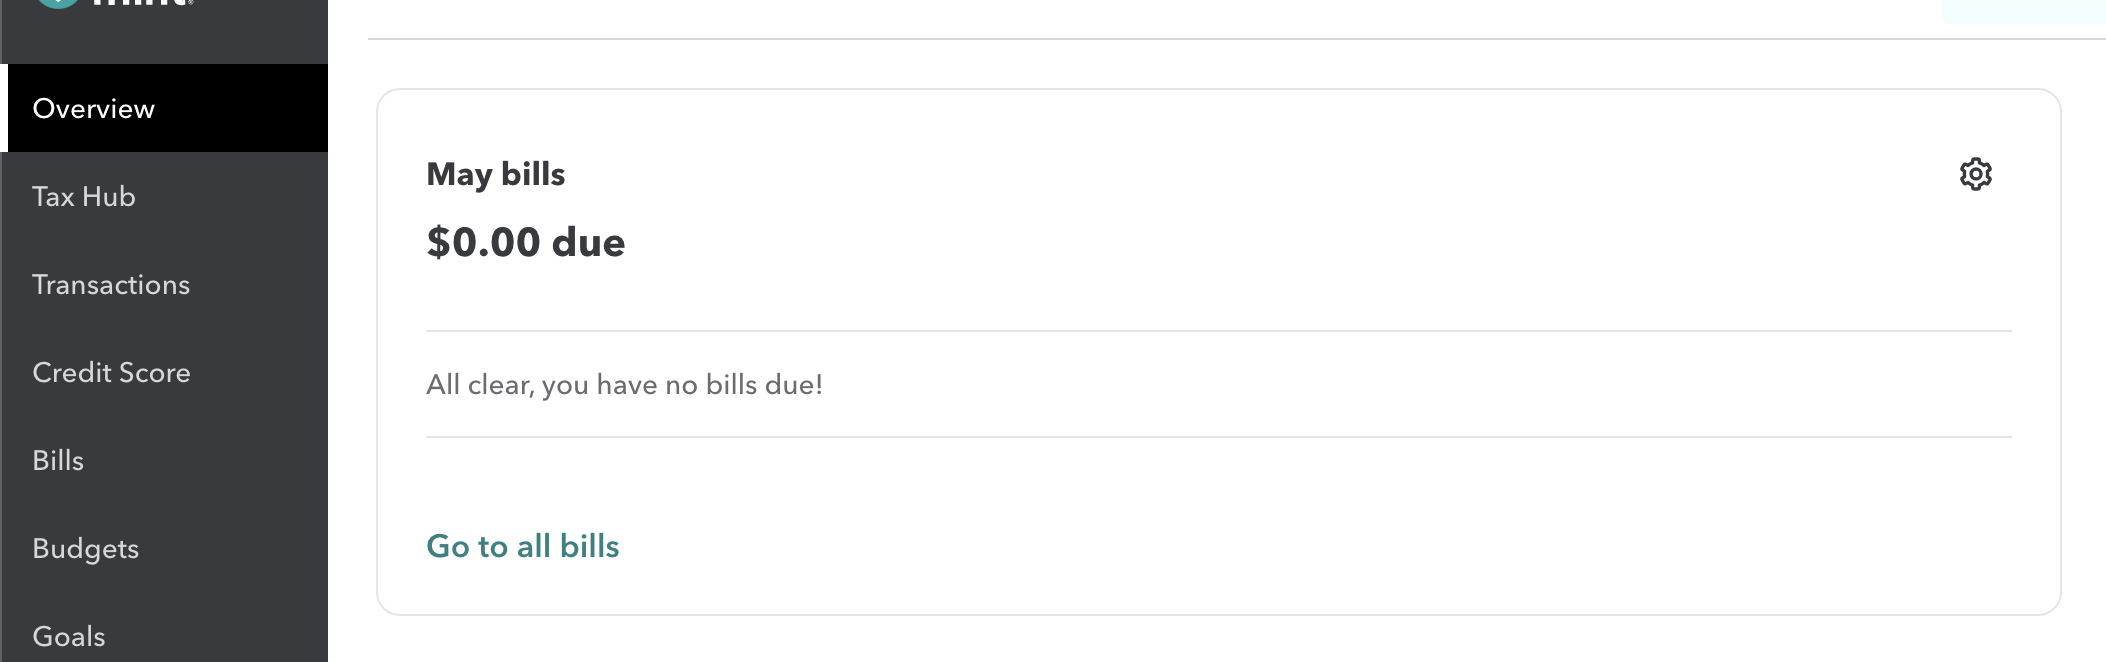 mint
Overview
Tax Hub
Transactions
Credit Score
Bills
Budgets
Goals
May bills
$0.00 due
All clear, you have no bills due!
Go to all bills